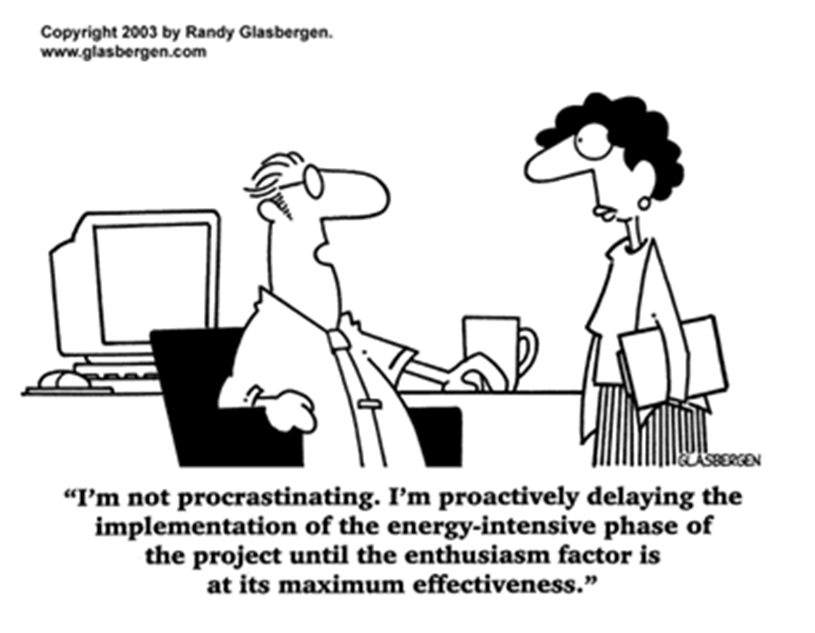 Copyright 2003 by Randy Glasbergen.
www.glasbergen.com
GLASBERGEN
“I’m not procrastinating. I’m proactively delaying the
implementation of the energy-intensive phase of
the project until the enthusiasm factor is
at its maximum effectiveness.”